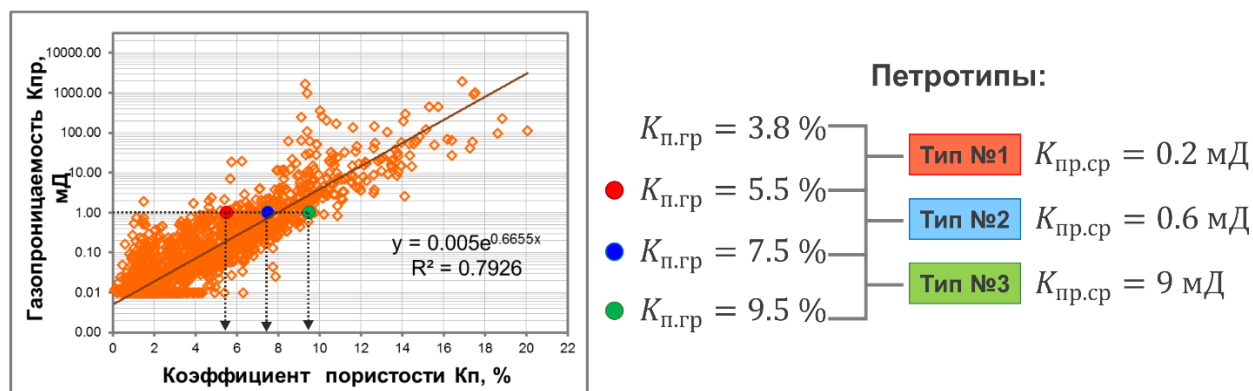 Газопроницаемость Кпр,
мД
10000.00
1000.00
100.00
10.00
1.00
0.10
0.01
0.00
0 2 4 6 8 10 12 14 16 18 20 22
Коэффициент пористости Кп, %
y = 0.005e^0.6655x
R² = 0.7926
Петротипы:
Kп.гр = 3.8 %
Kп.гр = 5.5 %
Kп.гр = 7.5 %
Kп.гр = 9.5 %
Тип №1 Kпр.ср = 0.2 мД
Тип №2 Kпр.ср = 0.6 мД
Тип №3 Kпр.ср = 9 мД